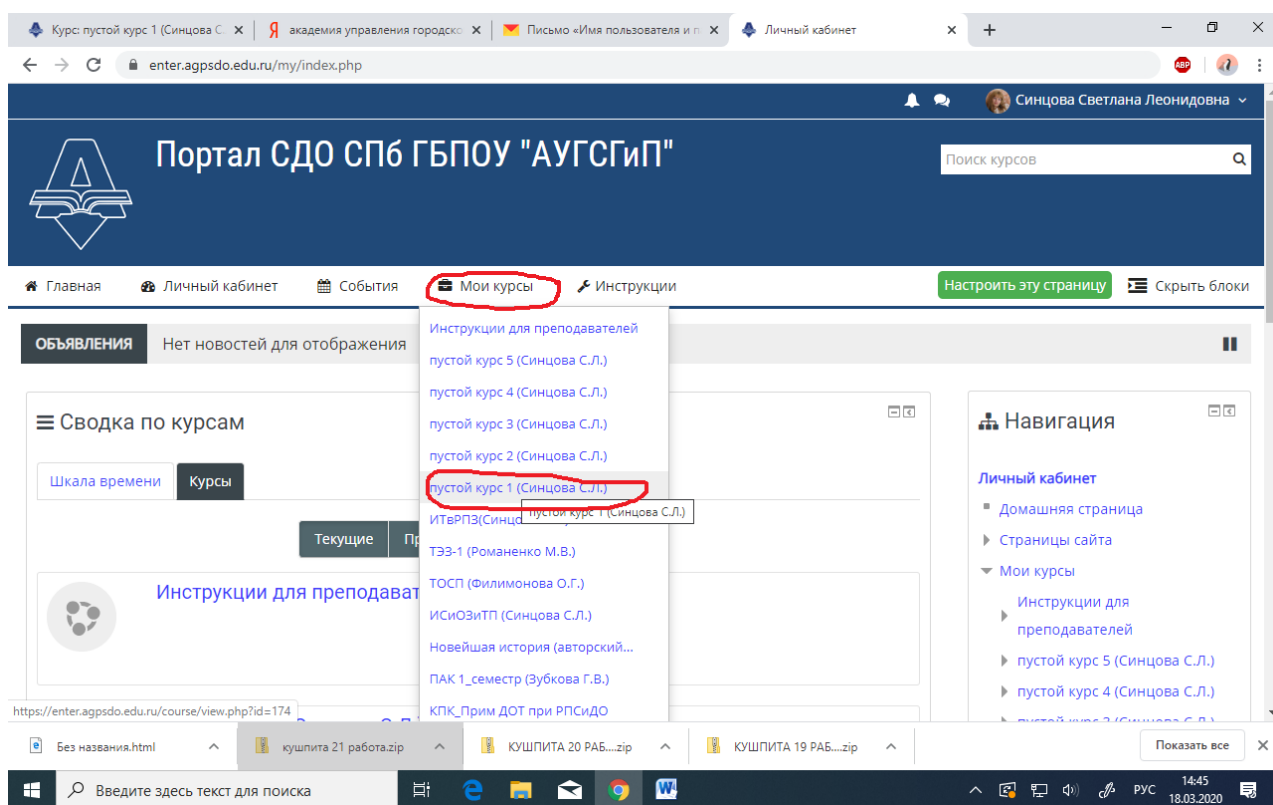 Курс: пустой курс 1 (Синцова С.
академия управления городско
Письмо «Имя пользователя и п
Личный кабинет
enter.agpsdo.edu.ru/my/index.php
ABP
Синцова Светлана Леонидовна
Портал СДО СПб ГБПОУ "АУГСГиП"
Поиск курсов
Главная Личный кабинет События Мои курсы Инструкции
Настроить эту страницу Скрыть блоки
ОБЪЯВЛЕНИЯ Нет новостей для отображения
Инструкции для преподавателей
пустой курс 5 (Синцова С.Л.)
пустой курс 4 (Синцова С.Л.)
пустой курс 3 (Синцова С.Л.)
пустой курс 2 (Синцова С.Л.)
пустой курс 1 (Синцова С.Л.)
пустой курс 1 (Синцова С.Л.)
ИТвРПЗ(Синцо
ТЭЗ-1 (Романенко М.В.)
ТОСП (Филимонова О.Г.)
ИСиОЗиТП (Синцова С.Л.)
Новейшая история (авторский...
ПАК 1_семестр (Зубкова Г.В.)
КПК_Прим ДОТ при РПСиДО
Сводка по курсам
Шкала времени Курсы
Текущие Пр
Инструкции для преподават
Навигация
Личный кабинет
Домашняя страница
Страницы сайта
Мои курсы
Инструкции для
преподавателей
пустой курс 5 (Синцова С.Л.)
пустой курс 4 (Синцова С.Л.)
https://enter.agpsdo.edu.ru/course/view.php?id=174
Без названия.html
кушпита 21 работа.zip
КУШПИТА 20 РАБ....zip
КУШПИТА 19 РАБ....zip
Показать все
Введите здесь текст для поиска
РУС
14:45
18.03.2020